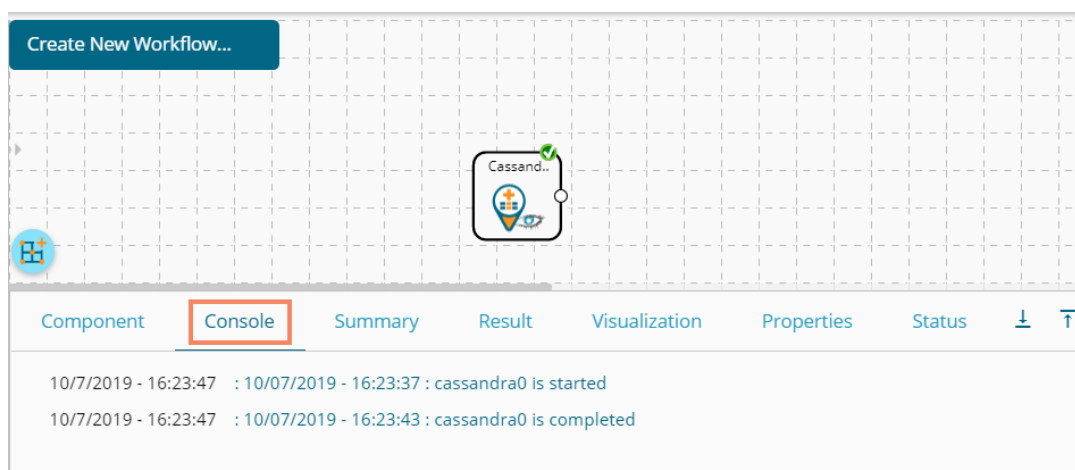 Create New Workflow...
Cassand..
Component Console Summary Result Visualization Properties Status
10/7/2019 - 16:23:47 : 10/07/2019 - 16:23:37 : cassandra0 is started
10/7/2019 - 16:23:47 : 10/07/2019 - 16:23:43 : cassandra0 is completed